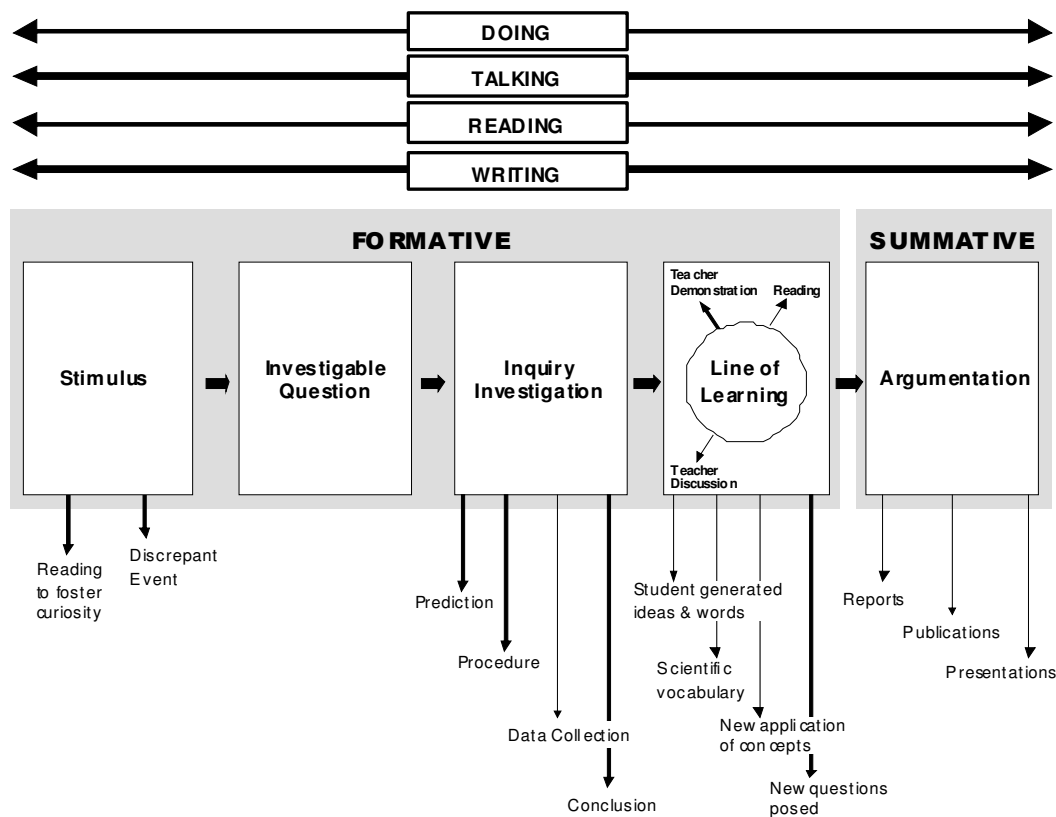 DOING
TALKING
READING
WRITING
FORMATIVE
SUMMATIVE
Stimulus
Investigable
Question
Inquiry
Investigation
Teacher
Demonstration
Reading
Line of
Learning
Teacher
Discussion
Argumentation
Reading
to foster
curiosity
Discrepant
Event
Prediction
Procedure
Data Collection
Conclusion
Student generated
ideas & words
Scientific
vocabulary
New application
of concepts
New questions
posed
Reports
Publications
Presentations